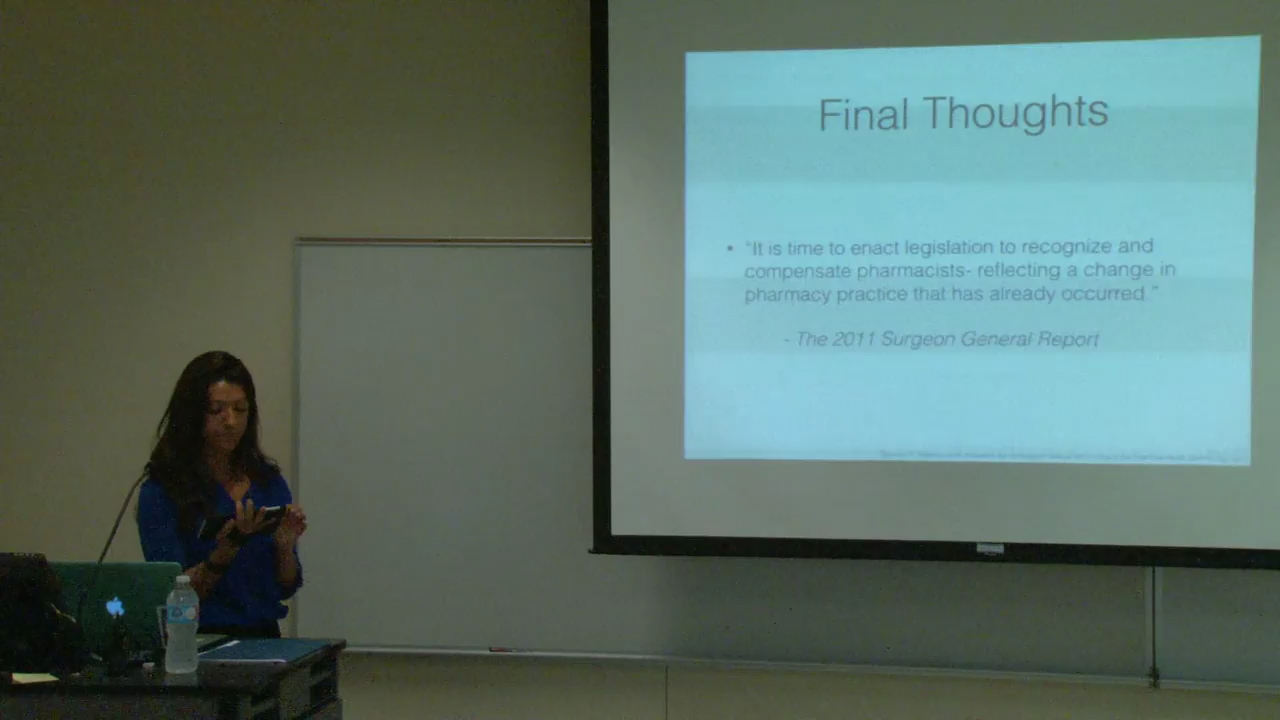 Final Thoughts
• "It is time to enact legislation to recognize and
compensate pharmacists- reflecting a change in
pharmacy practice that has already occurred."
- The 2011 Surgeon General Report